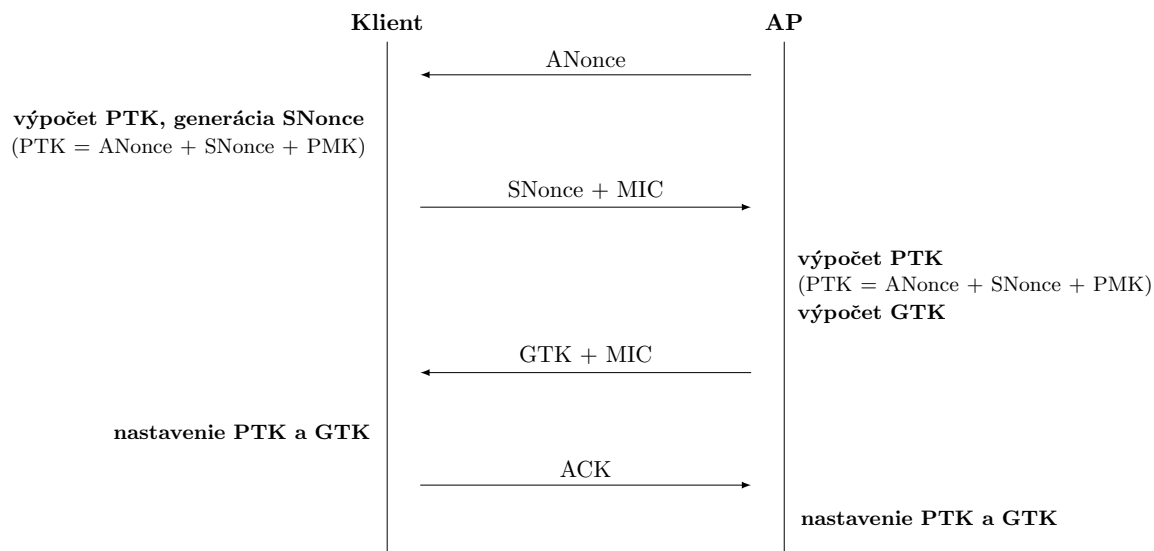 Klient
AP
ANonce
výpočet PTK, generácia SNonce
(PTK = ANonce + SNonce + PMK)
SNonce + MIC
výpočet PTK
(PTK = ANonce + SNonce + PMK)
výpočet GTK
GTK + MIC
nastavenie PTK a GTK
ACK
nastavenie PTK a GTK